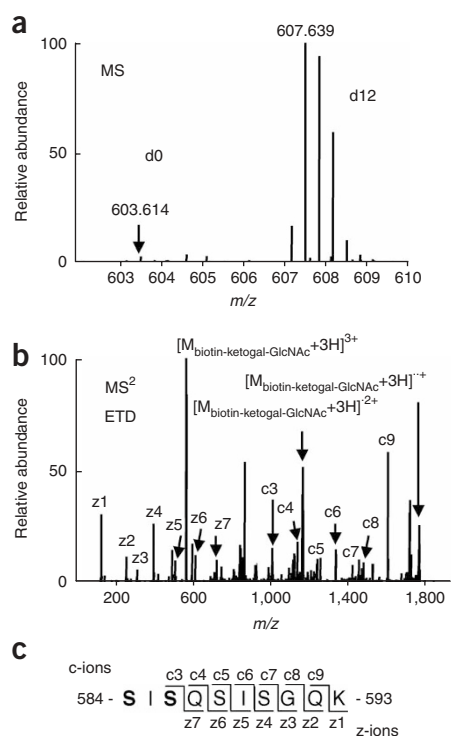 a
MS
607.639
d0
d12
603.614
Relative abundance
100
50
0
603 604 605 606 607 608 609 610
m/z
b
MS2
ETD
[Mbiotin-ketogal-GlcNAc+3H]3+
[Mbiotin-ketogal-GlcNAc+3H]··+
[Mbiotin-ketogal-GlcNAc+3H]·2+
Relative abundance
100
50
0
z1 z2 z3 z4 z5 z6 z7 c3 c4 c5 c6 c7 c8 c9
200 600 1,000 1,400 1,800
m/z
c
c-ions
c3 c4 c5 c6 c7 c8 c9
584 - S I S Q S I S G Q K - 593
z7 z6 z5 z4 z3 z2 z1
z-ions